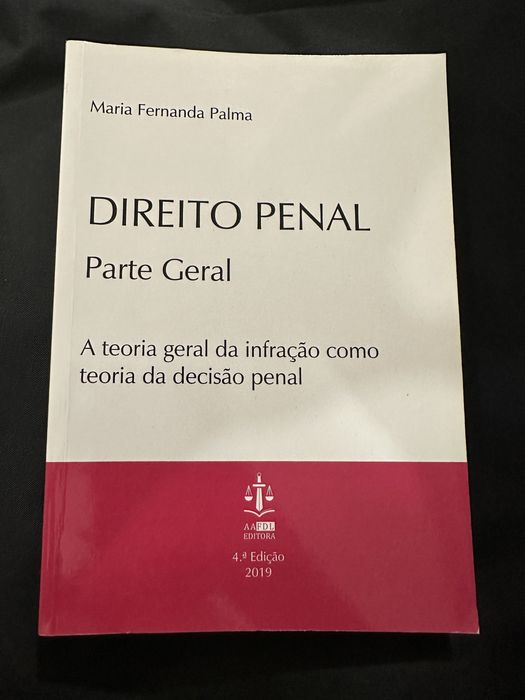 Maria Fernanda Palma
DIREITO PENAL
Parte Geral
A teoria geral da infração como
teoria da decisão penal
AAFDL
EDITORA
4.ª Edição
2019